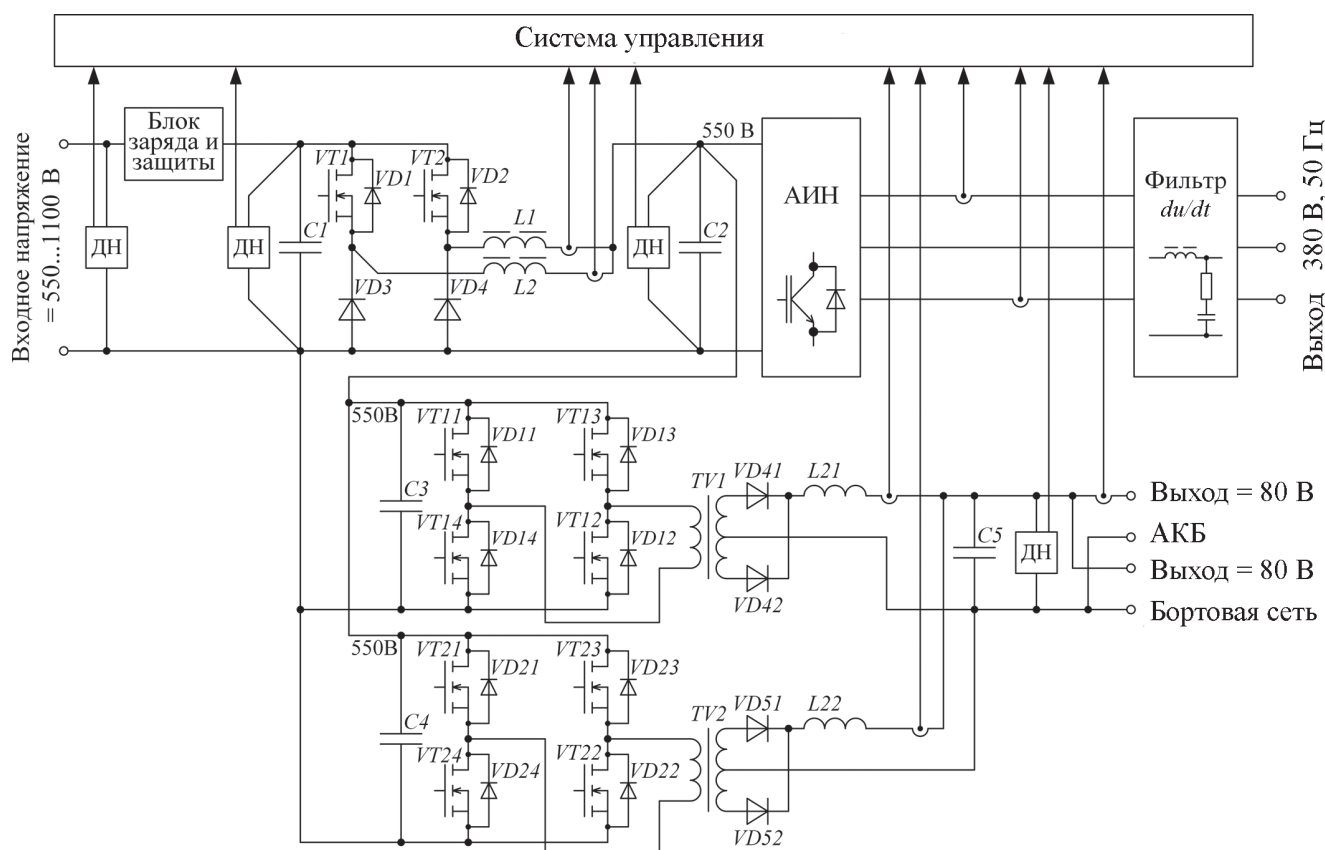 Система управления
Входное напряжение
= 550...1100 В
Блок
заряда и
защиты
ДН
ДН
C1
VT1
VD1
VT2
VD2
VD3
VD4
L1
L2
ДН
C2
550 В
АИН
Фильтр
du/dt
Выход 380 В, 50 Гц
550В
C3
VT11
VD11
VT13
VD13
VT14
VD14
VT12
VD12
TV1
VD41
VD42
L21
C5
ДН
Выход = 80 В
АКБ
Выход = 80 В
Бортовая сеть
550В
C4
VT21
VD21
VT23
VD23
VT24
VD24
VT22
VD22
TV2
VD51
VD52
L22